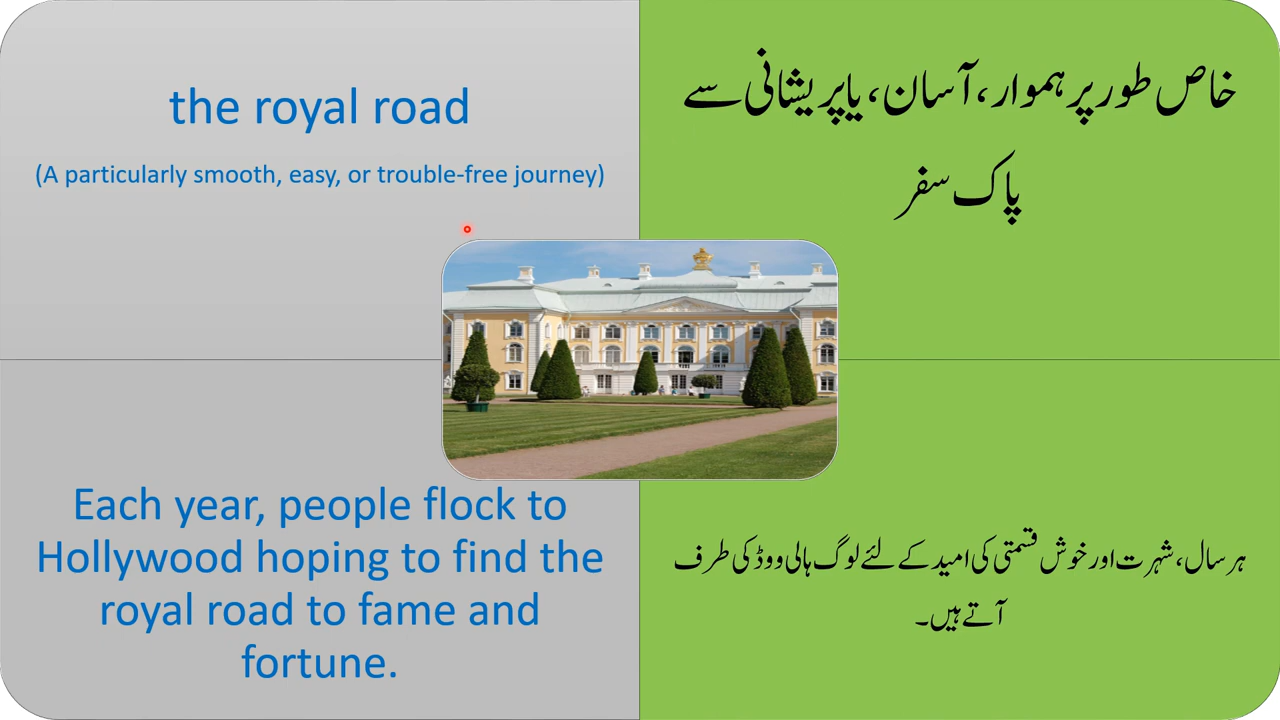 the royal road
(A particularly smooth, easy, or trouble-free journey)
خاص طور پر ہموار، آسان، یا پریشانی سے
پاک سفر
Each year, people flock to
Hollywood hoping to find the
royal road to fame and
fortune.
ہر سال، شہرت اور خوش قسمتی کی امید کے لئے لوگ ہالی ووڈ کی طرف
آتے ہیں۔